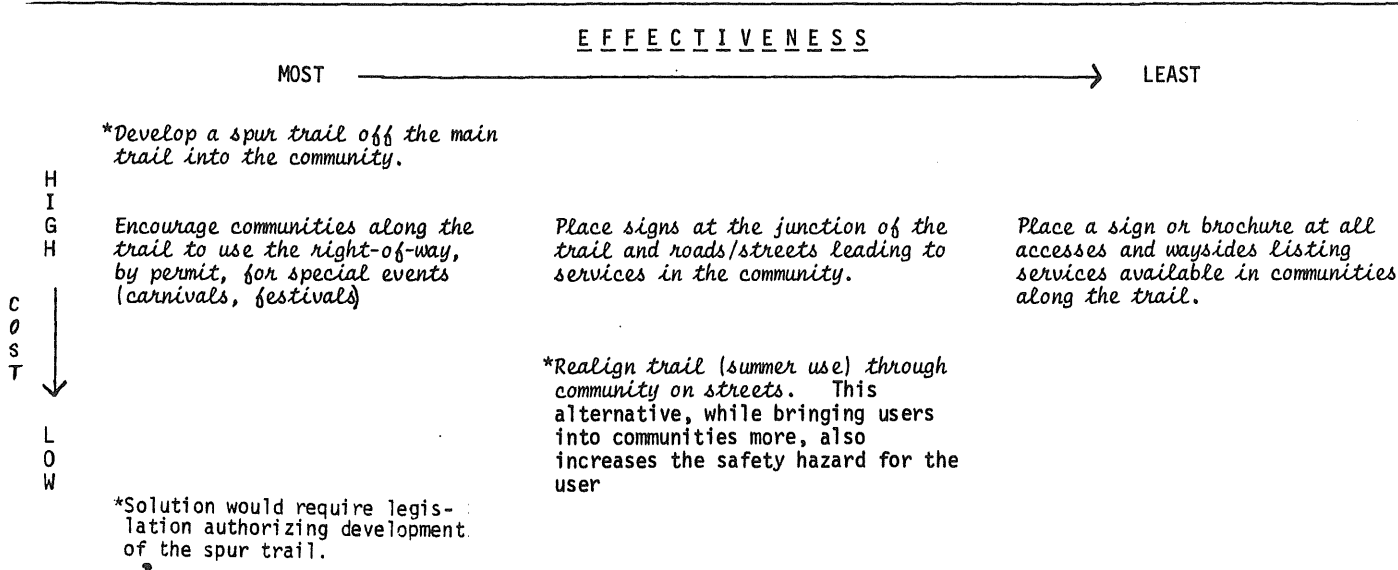 EFFECTIVENESS
MOST LEAST
*Develop a spur trail off the main
trail into the community.
HIGH
COST
LOW
Encourage communities along the
trail to use the right-of-way,
by permit, for special events
(carnivals, festivals)
Place signs at the junction of the
trail and roads/streets leading to
services in the community.
Place a sign or brochure at all
accesses and waysides listing
services available in communities
along the trail.
*Realign trail (summer use) through
community on streets. This
alternative, while bringing users
into communities more, also
increases the safety hazard for the
user
*Solution would require legis-
lation authorizing development
of the spur trail.